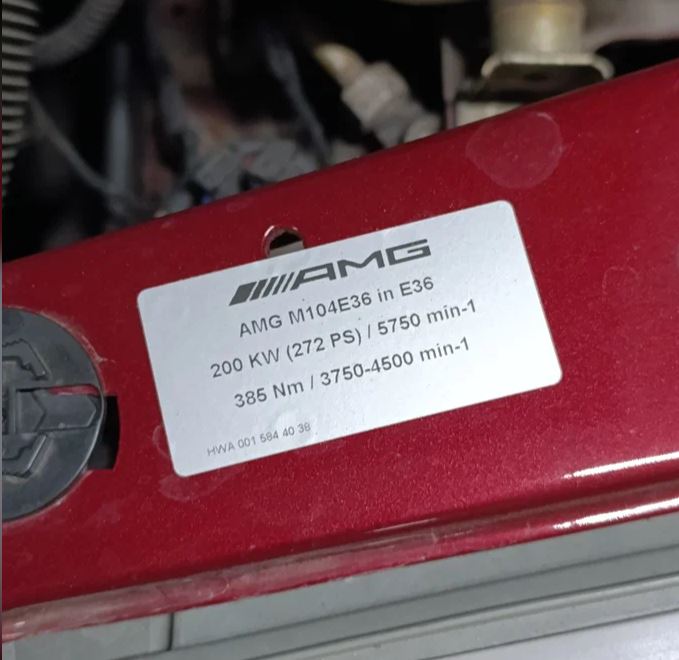 AMG
AMG M104E36 in E36
200 KW (272 PS) / 5750 min-1
385 Nm / 3750-4500 min-1
HWA 001 584 40 38